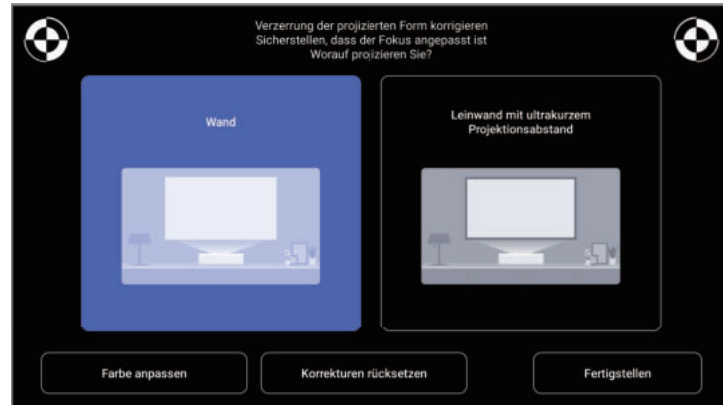 Verzerrung der projizierten Form korrigieren
Sicherstellen, dass der Fokus angepasst ist
Worauf projizieren Sie?
Wand
Leinwand mit ultrakurzem
Projektionsabstand
Farbe anpassen
Korrekturen rücksetzen
Fertigstellen